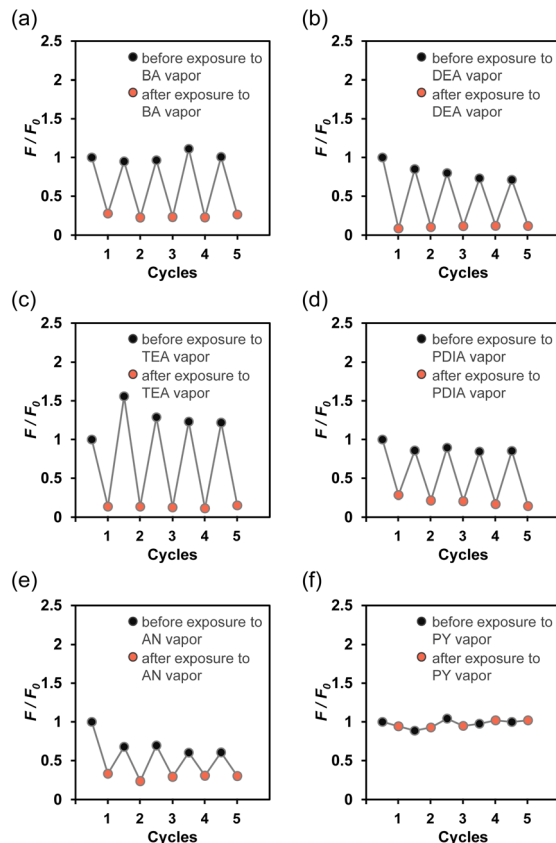 (a)
2.5
2
1.5
1
0.5
0
F / F0
before exposure to
BA vapor
after exposure to
BA vapor
1 2 3 4 5
Cycles
(b)
2.5
2
1.5
1
0.5
0
F / F0
before exposure to
DEA vapor
after exposure to
DEA vapor
1 2 3 4 5
Cycles
(c)
2.5
2
1.5
1
0.5
0
F / F0
before exposure to
TEA vapor
after exposure to
TEA vapor
1 2 3 4 5
Cycles
(d)
2.5
2
1.5
1
0.5
0
F / F0
before exposure to
PDIA vapor
after exposure to
PDIA vapor
1 2 3 4 5
Cycles
(e)
2.5
2
1.5
1
0.5
0
F / F0
before exposure to
AN vapor
after exposure to
AN vapor
1 2 3 4 5
Cycles
(f)
2.5
2
1.5
1
0.5
0
F / F0
before exposure to
PY vapor
after exposure to
PY vapor
1 2 3 4 5
Cycles